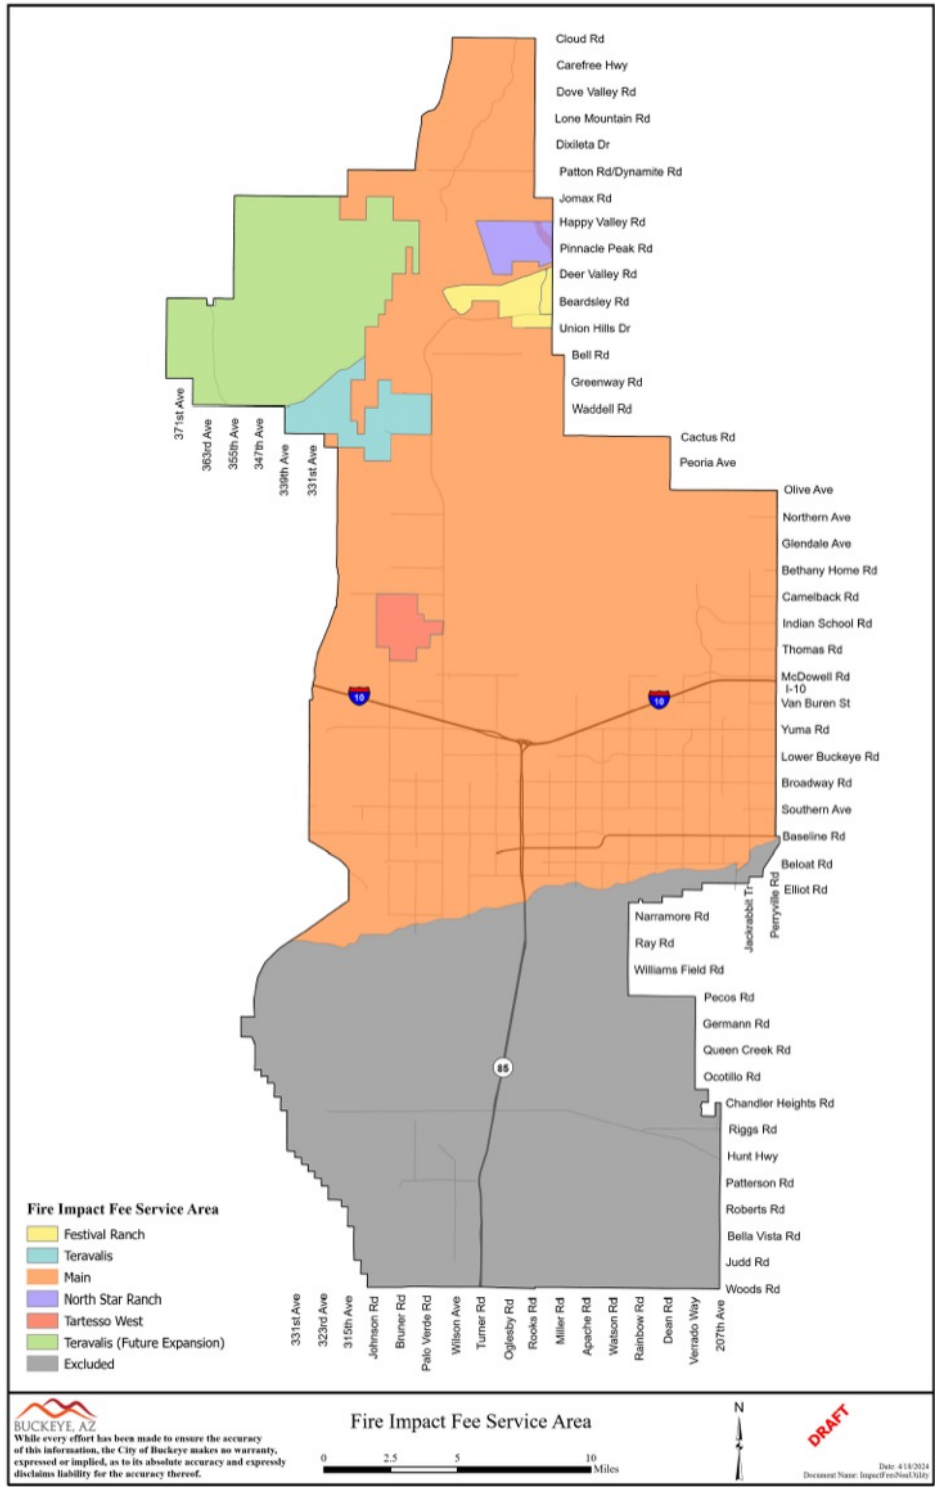 Cloud Rd
Carefree Hwy
Dove Valley Rd
Lone Mountain Rd
Dixileta Dr
Patton Rd/Dynamite Rd
Jomax Rd
Happy Valley Rd
Pinnacle Peak Rd
Deer Valley Rd
Beardsley Rd
Union Hills Dr
Bell Rd
Greenway Rd
Waddell Rd
371st Ave
363rd Ave
355th Ave
347th Ave
339th Ave
331st Ave
Cactus Rd
Peoria Ave
Olive Ave
Northern Ave
Glendale Ave
Bethany Home Rd
Camelback Rd
Indian School Rd
Thomas Rd
McDowell Rd
I-10
10
10
Van Buren St
Yuma Rd
Lower Buckeye Rd
Broadway Rd
Southern Ave
Baseline Rd
Beloat Rd
Elliot Rd
Jackrabbit Tr
Perryville Rd
Narramore Rd
Ray Rd
Williams Field Rd
Pecos Rd
Germann Rd
Queen Creek Rd
Ocotillo Rd
85
Chandler Heights Rd
Riggs Rd
Hunt Hwy
Patterson Rd
Roberts Rd
Bella Vista Rd
Judd Rd
Woods Rd
Fire Impact Fee Service Area
Festival Ranch
Teravalis
Main
North Star Ranch
Tartesso West
Teravalis (Future Expansion)
Excluded
331st Ave
323rd Ave
315th Ave
Johnson Rd
Bruner Rd
Palo Verde Rd
Wilson Ave
Turner Rd
Oglesby Rd
Rooks Rd
Miller Rd
Apache Rd
Watson Rd
Rainbow Rd
Dean Rd
Verrado Way
207th Ave
BUCKEYE, AZ
While every effort has been made to ensure the accuracy
of this information, the City of Buckeye makes no warranty,
expressed or implied, as to its absolute accuracy and expressly
disclaims liability for the accuracy thereof.
Fire Impact Fee Service Area
0 2.5 5 10
Miles
N
DRAFT
Date: 4/18/2024
Document Name: ImpactFeesNonUtility